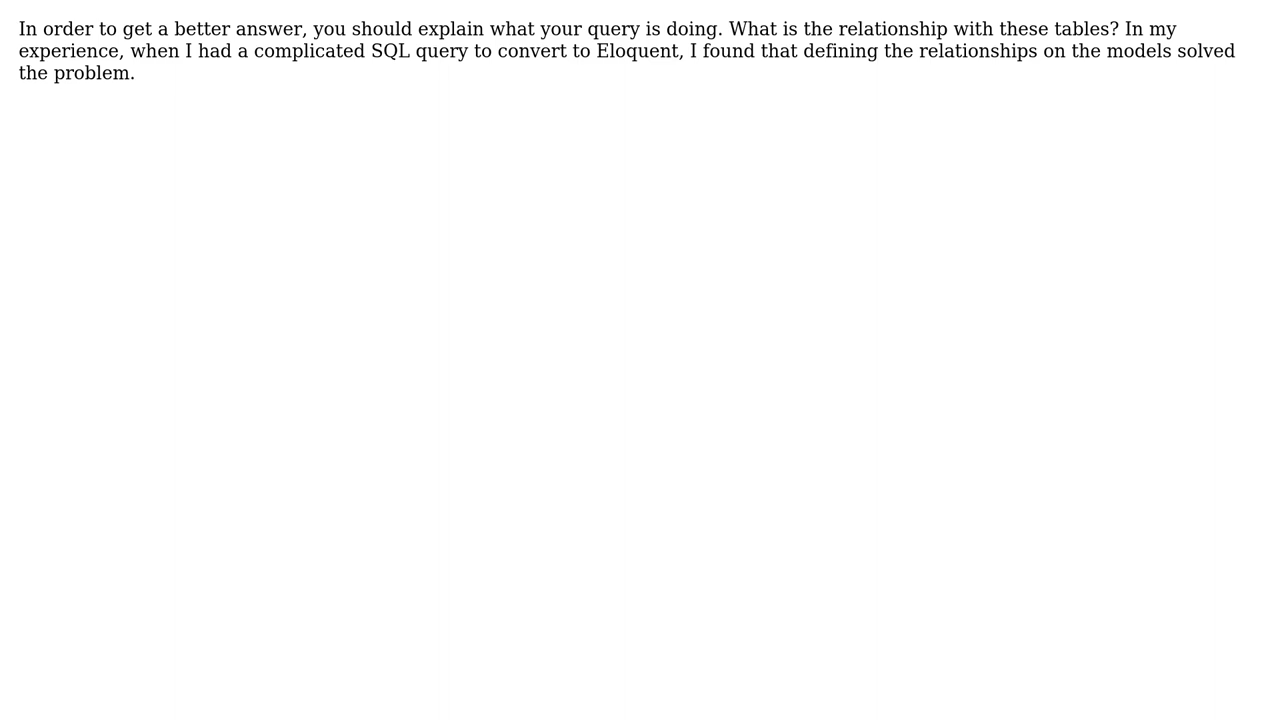 In order to get a better answer, you should explain what your query is doing. What is the relationship with these tables? In my
experience, when I had a complicated SQL query to convert to Eloquent, I found that defining the relationships on the models solved
the problem.